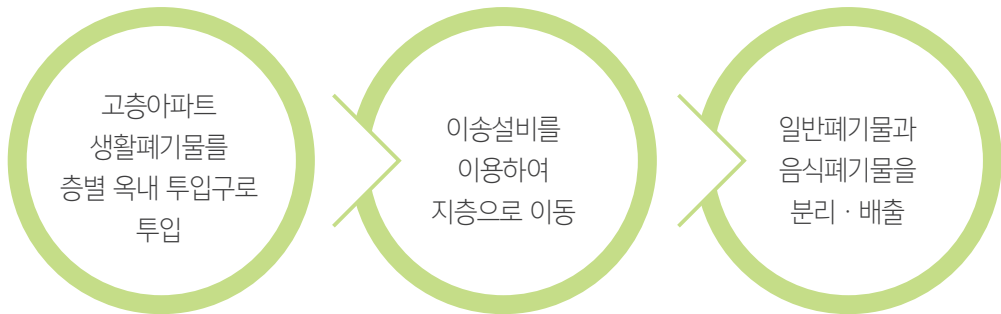 고층아파트
생활폐기물를
층별 옥내 투입구로
투입
이송설비를
이용하여
지층으로 이동
일반폐기물과
음식폐기물을
분리 · 배출